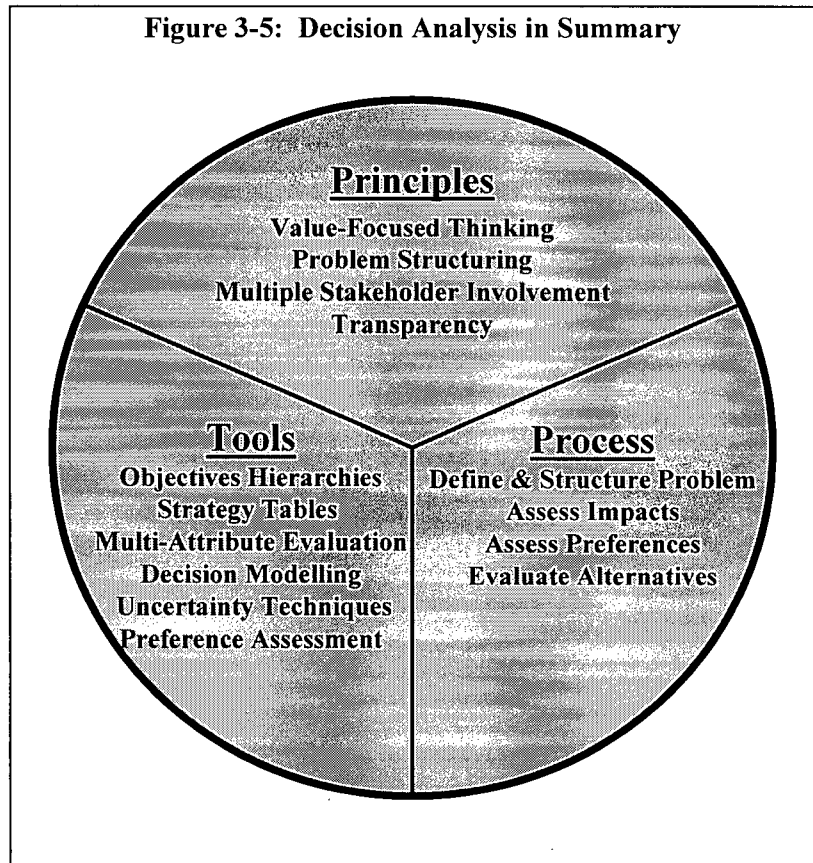 Figure 3-5: Decision Analysis in Summary
Principles
Value-Focused Thinking
Problem Structuring
Multiple Stakeholder Involvement
Transparency
Tools
Objectives Hierarchies
Strategy Tables
Multi-Attribute Evaluation
Decision Modelling
Uncertainty Techniques
Preference Assessment
Process
Define & Structure Problem
Assess Impacts
Assess Preferences
Evaluate Alternatives